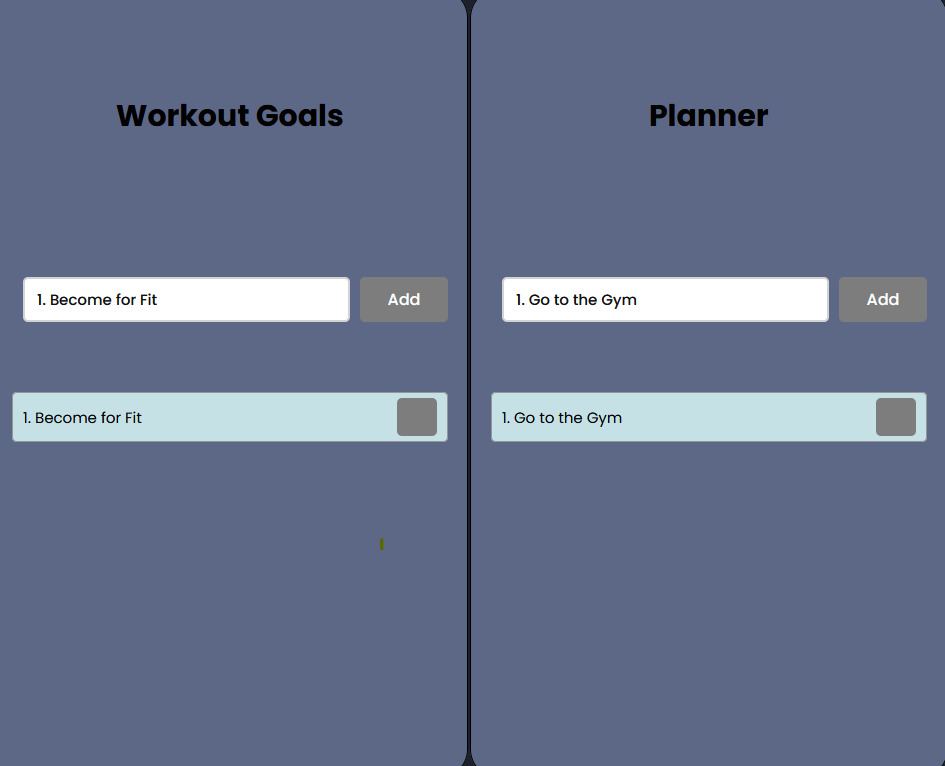 Workout Goals
1. Become for Fit
Add
1. Become for Fit
Planner
1. Go to the Gym
Add
1. Go to the Gym